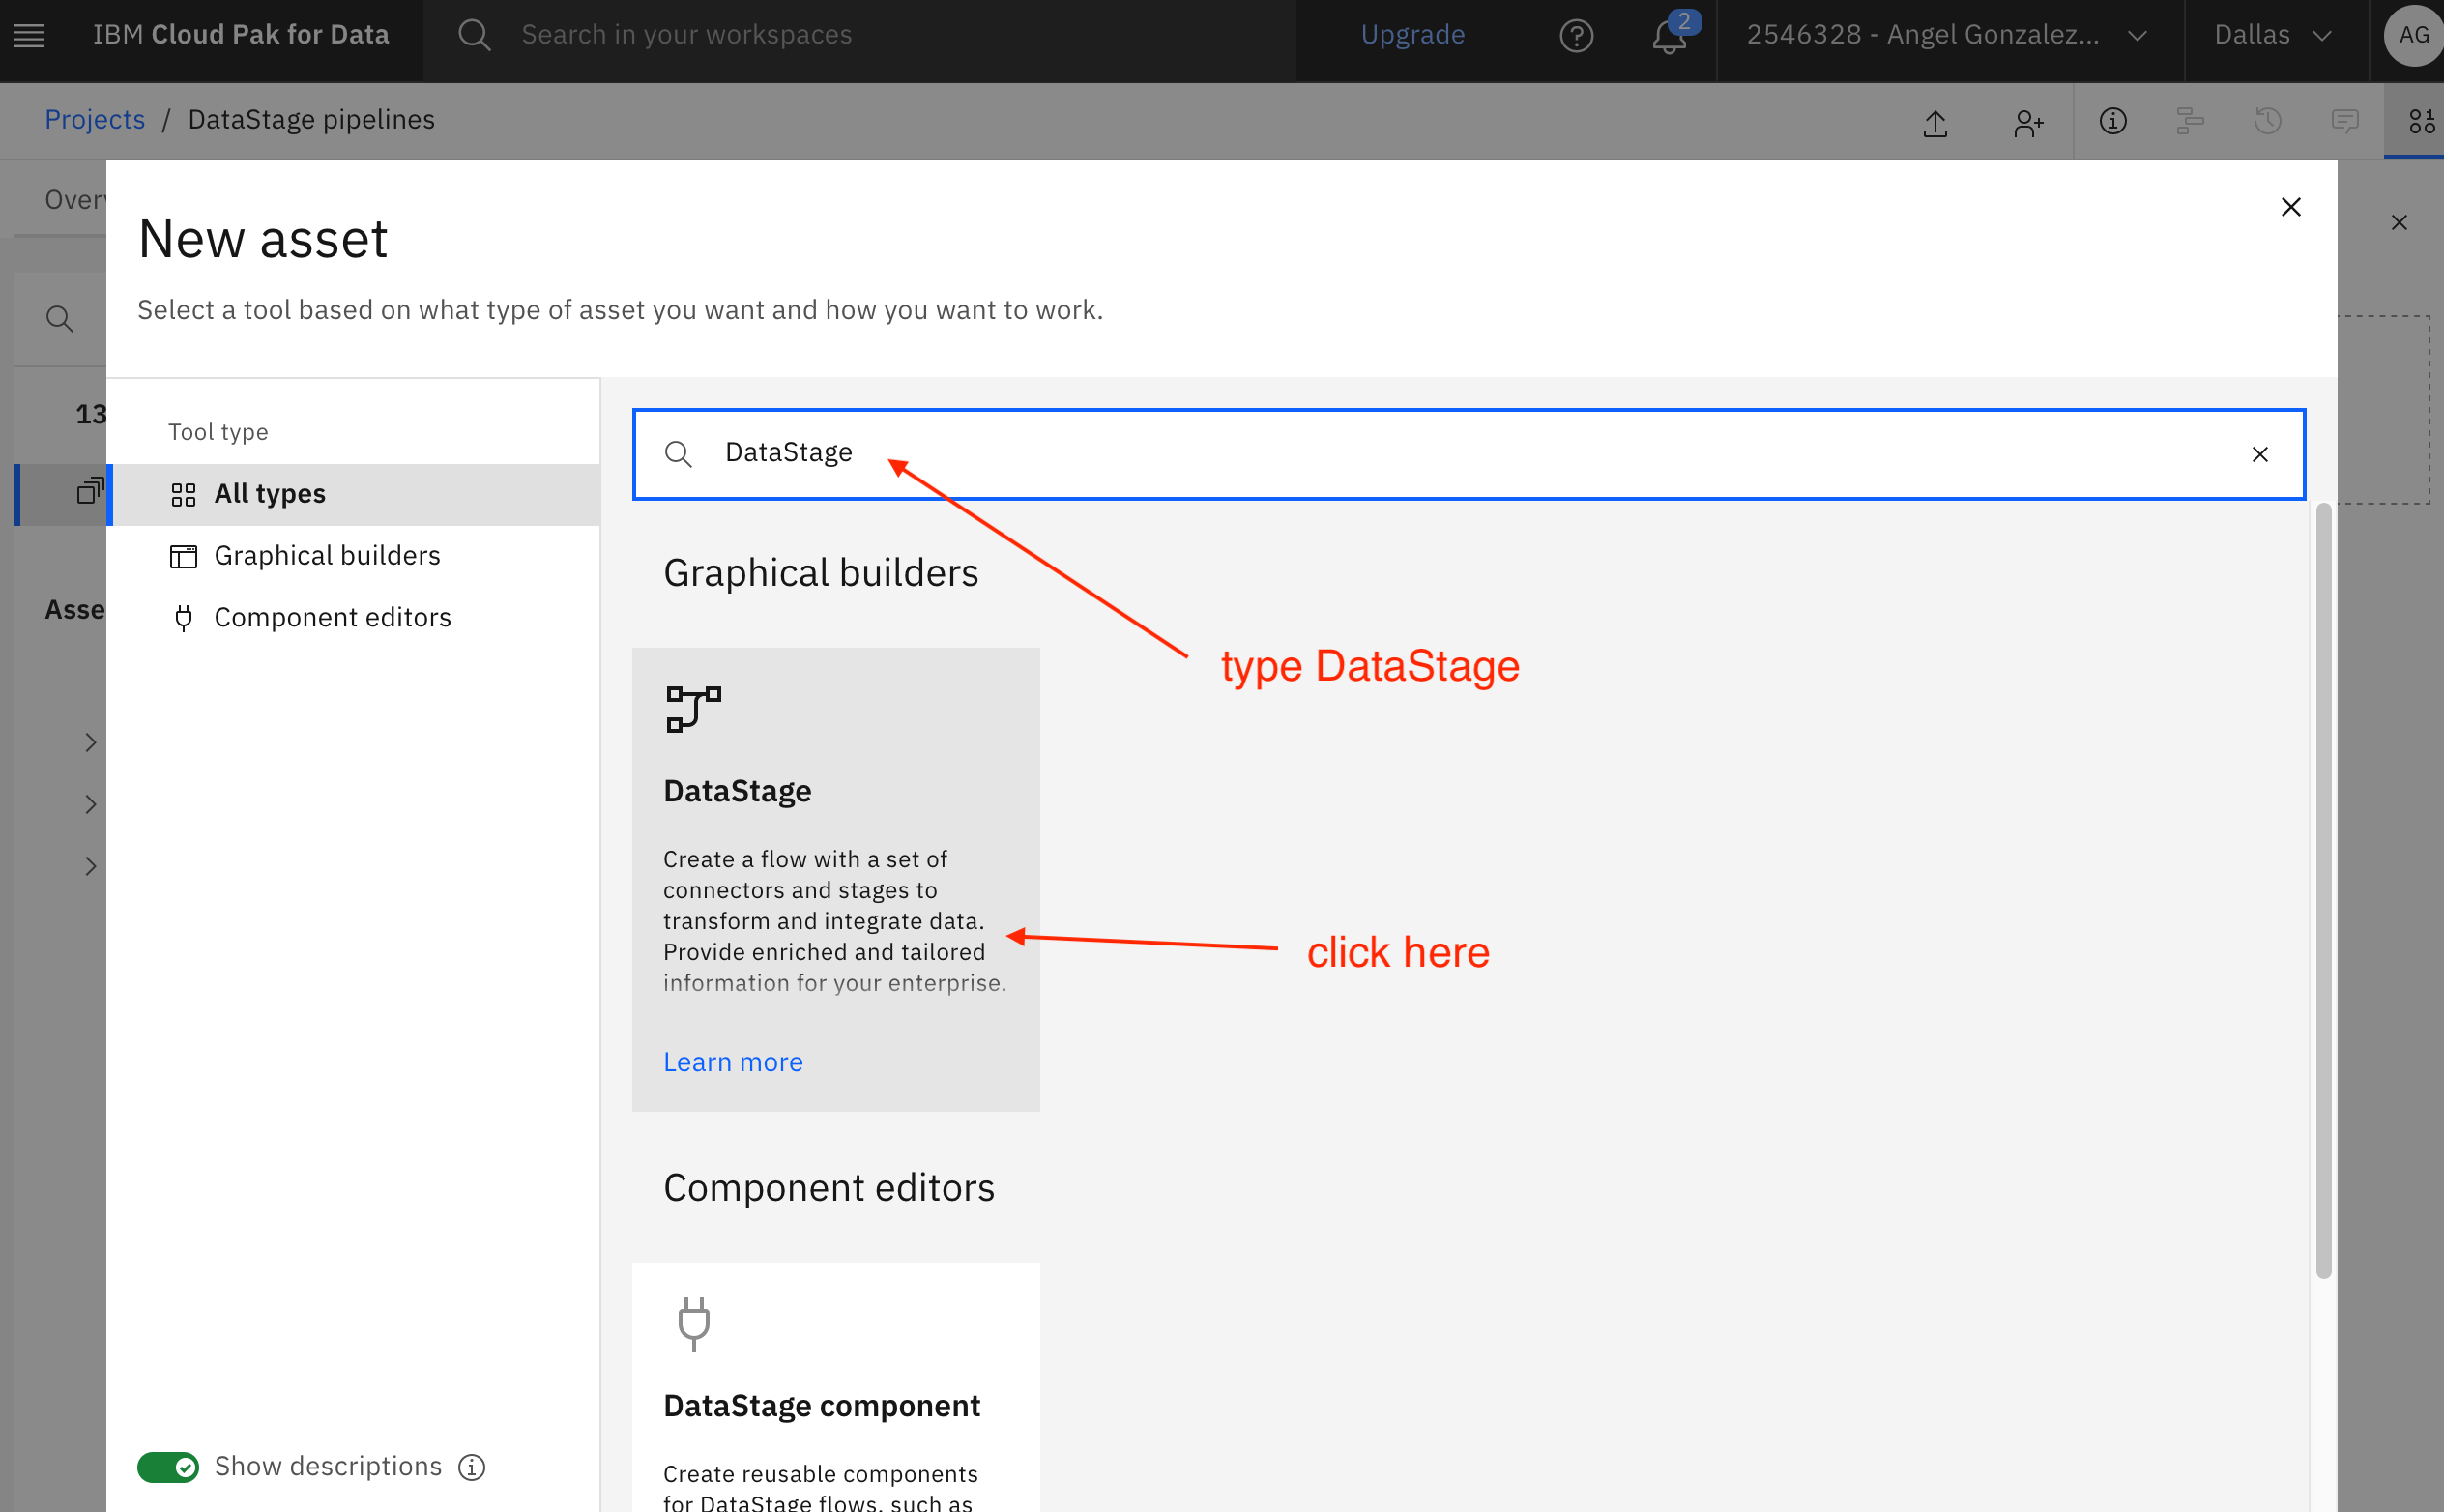 IBM Cloud Pak for Data
Search in your workspaces
Upgrade
2
2546328 - Angel Gonzalez...
Dallas
AG
Projects / DataStage pipelines
Over
New asset
Select a tool based on what type of asset you want and how you want to work.
13
Tool type
All types
Graphical builders
Component editors
Asse
DataStage
Graphical builders
type DataStage
DataStage
Create a flow with a set of
connectors and stages to
transform and integrate data.
Provide enriched and tailored
information for your enterprise.
click here
Learn more
Component editors
DataStage component
Create reusable components
for DataStage flows, such as
Show descriptions